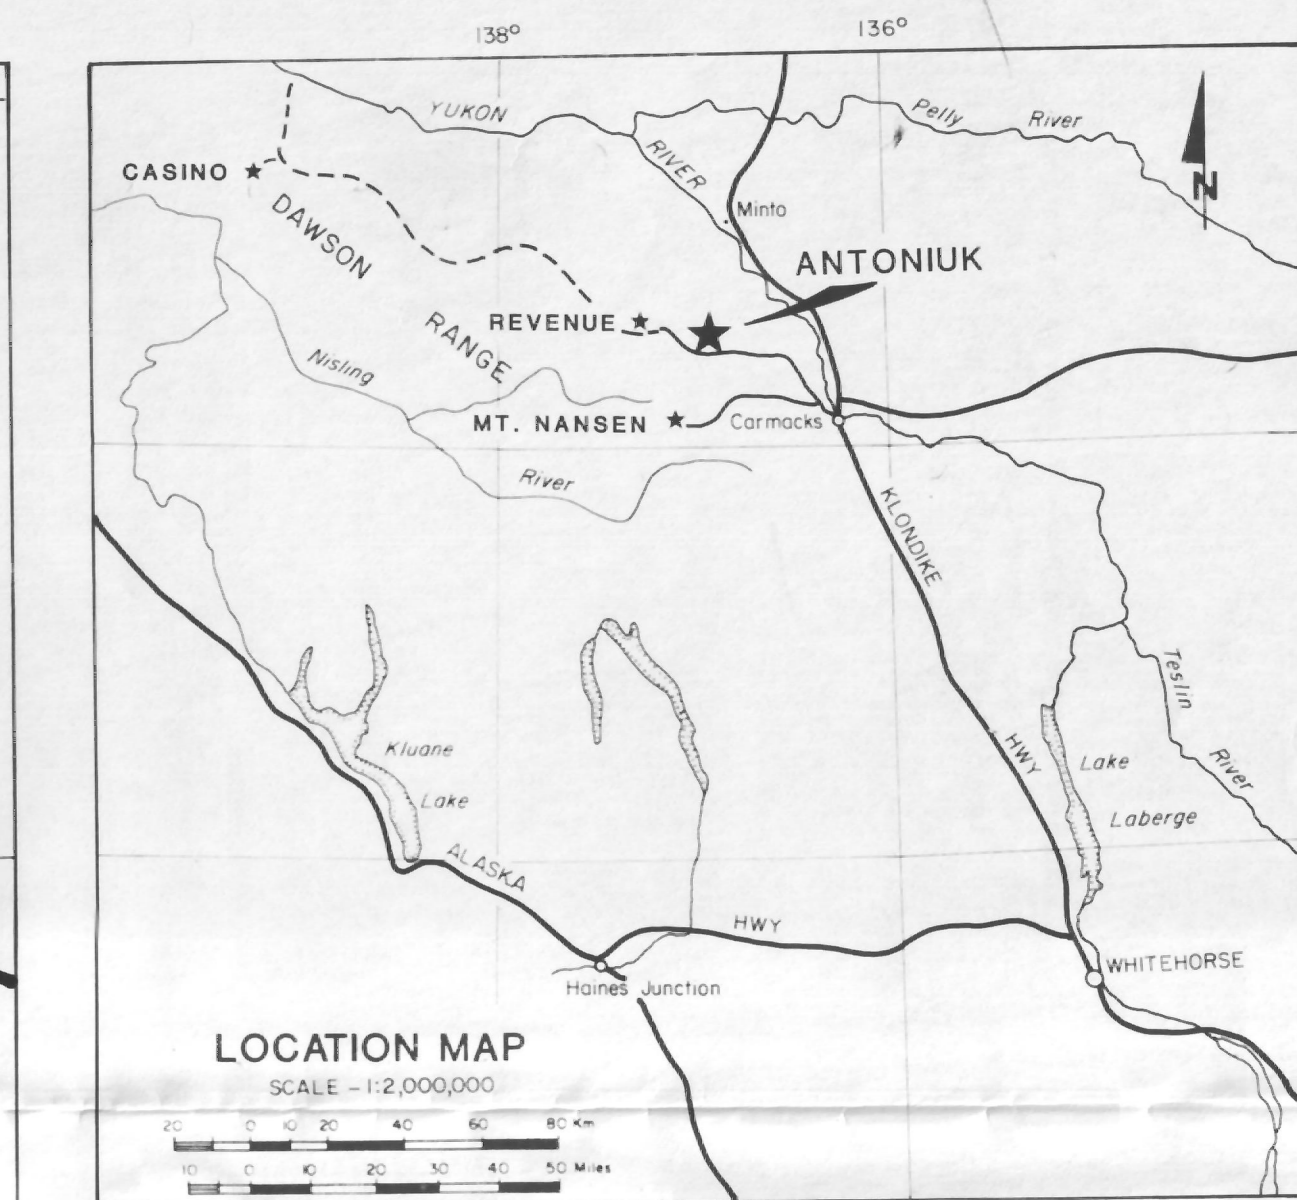 138° 136°
YUKON
RIVER
Pelly River
N
CASINO
DAWSON
RANGE
Minto
ANTONIUK
REVENUE
Nisling
River
MT. NANSEN
Carmacks
KLONDIKE
HWY
Teslin
River
Kluane
Lake
Lake
Laberge
ALASKA
HWY
WHITEHORSE
Haines Junction
LOCATION MAP
SCALE – 1:2,000,000
20 0 10 20 40 60 80 Km
10 0 10 20 30 40 50 Miles